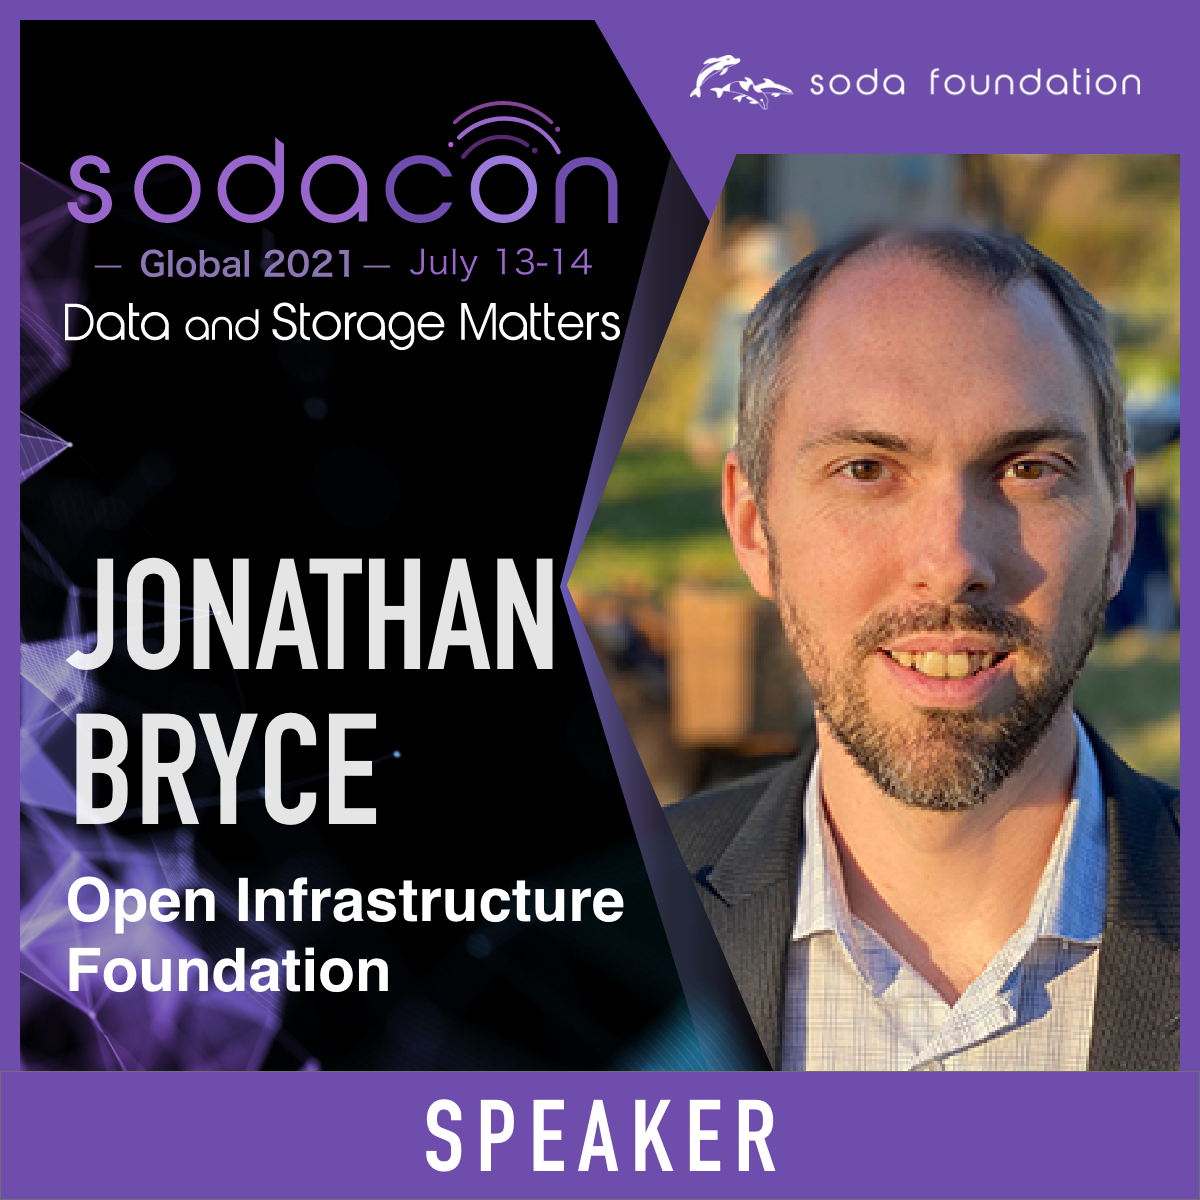 soda foundation
sodacon
— Global 2021 — July 13-14
Data and Storage Matters
JONATHAN
BRYCE
Open Infrastructure
Foundation
SPEAKER